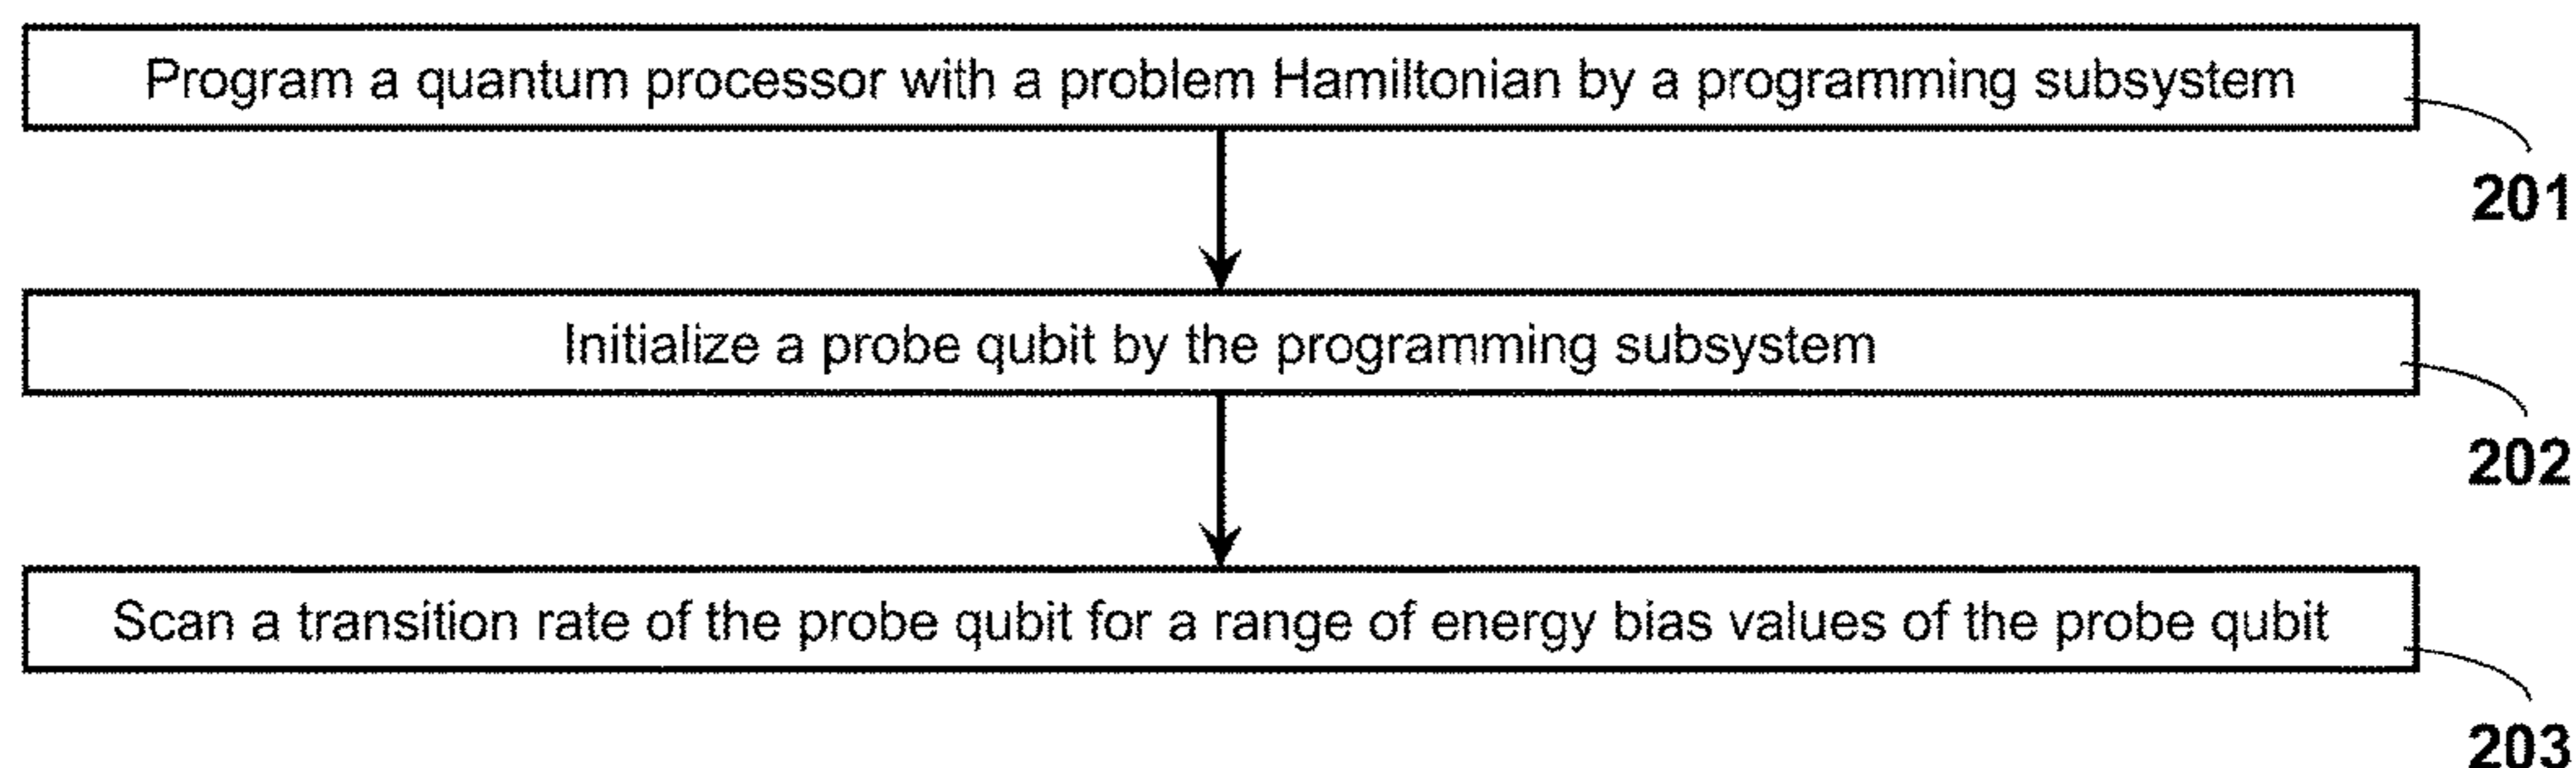 Program a quantum processor with a problem Hamiltonian by a programming subsystem
201
Initialize a probe qubit by the programming subsystem
202
Scan a transition rate of the probe qubit for a range of energy bias values of the probe qubit
203